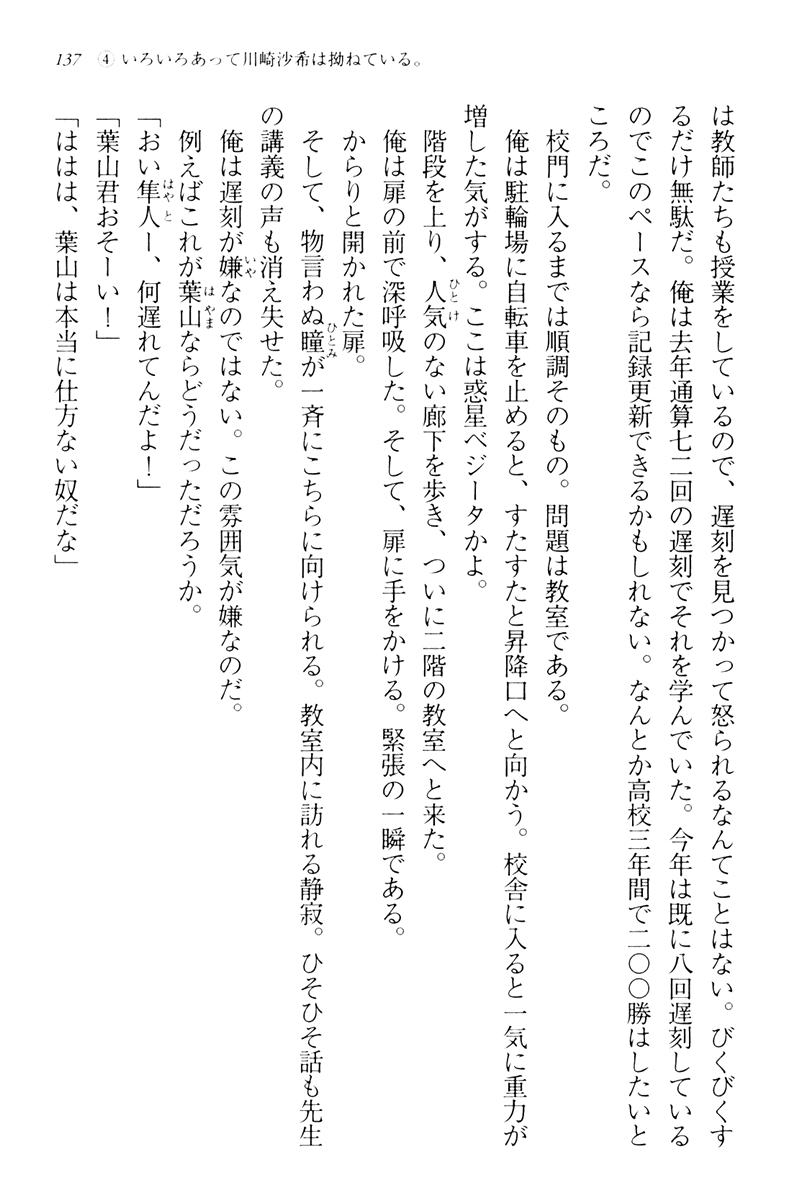 137 ④ いろいろあって川崎沙希は拗ねている。
は教師たちも授業をしているので、遅刻を見つかって怒られるなんてことはない。びくびくす
るだけ無駄だ。俺は去年通算七二回の遅刻でそれを学んでいた。今年は既に八回遅刻している
のでこのペースなら記録更新できるかもしれない。なんとか高校三年間で二〇〇勝はしたいと
ころだ。
校門に入るまでは順調そのもの。問題は教室である。
俺は駐輪場に自転車を止めると、すたすたと昇降口へと向かう。校舎に入ると一気に重力が
増した気がする。ここは惑星ベジータかよ。
階段を上り、人気のない廊下を歩き、ついに二階の教室へと来た。
ひとけ
俺は扉の前で深呼吸した。そして、扉に手をかける。緊張の一瞬である。
からりと開かれた扉。
そして、物言わぬ瞳が一斉にこちらに向けられる。教室内に訪れる静寂。ひそひそ話も先生
ひとみ
の講義の声も消え失せた。
俺は遅刻が嫌なのではない。この雰囲気が嫌なのだ。
いや
例えばこれが葉山ならどうだっただろうか。
はやま
「おい隼人ー、何遅れてんだよ！」
はやと
「葉山君おそーい！」
「ははは、葉山は本当に仕方ない奴だな」